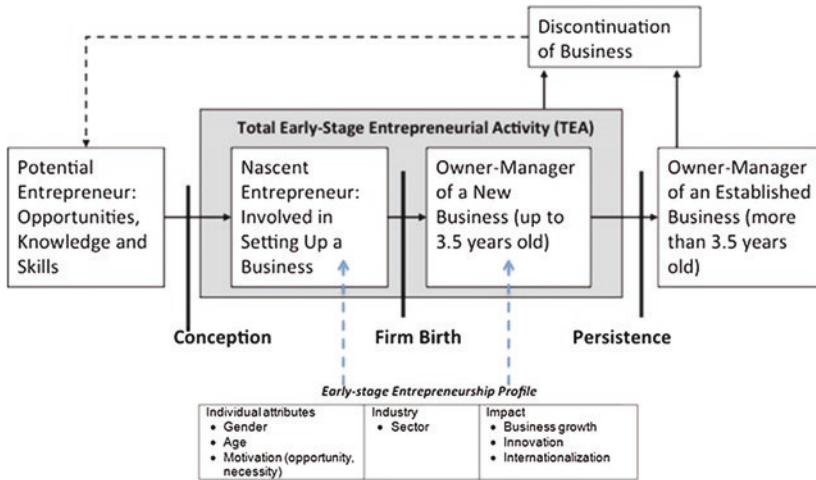 Discontinuation
of Business
Total Early-Stage Entrepreneurial Activity (TEA)
Potential
Entrepreneur:
Opportunities,
Knowledge and
Skills
Nascent
Entrepreneur:
Involved in
Setting Up a
Business
Owner-Manager
of a New
Business (up to
3.5 years old)
Owner-Manager
of an Established
Business (more
than 3.5 years
old)
Conception
Firm Birth
Persistence
Early-stage Entrepreneurship Profile
Individual attributes
• Gender
• Age
• Motivation (opportunity,
necessity)
Industry
• Sector
Impact
• Business growth
• Innovation
• Internationalization